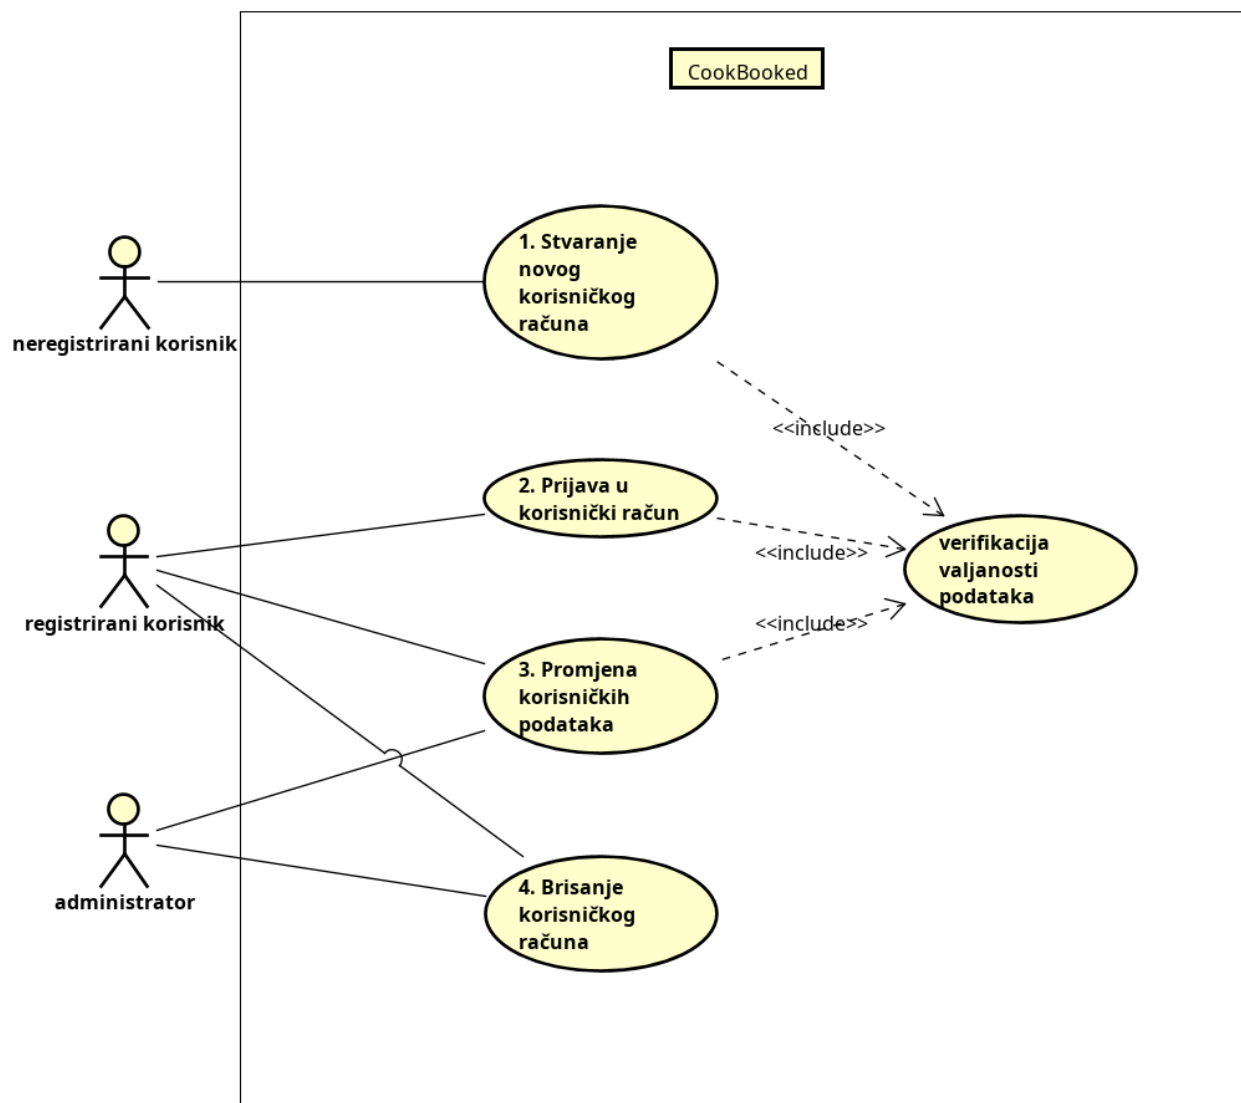 CookBooked
1. Stvaranje
novog
korisničkog
računa
neregistrirani korisnik
<<include>>
2. Prijava u
korisnički račun
<<include>>
verifikacija
valjanosti
podataka
registrirani korisnik
<<include>>
3. Promjena
korisničkih
podataka
administrator
4. Brisanje
korisničkog
računa